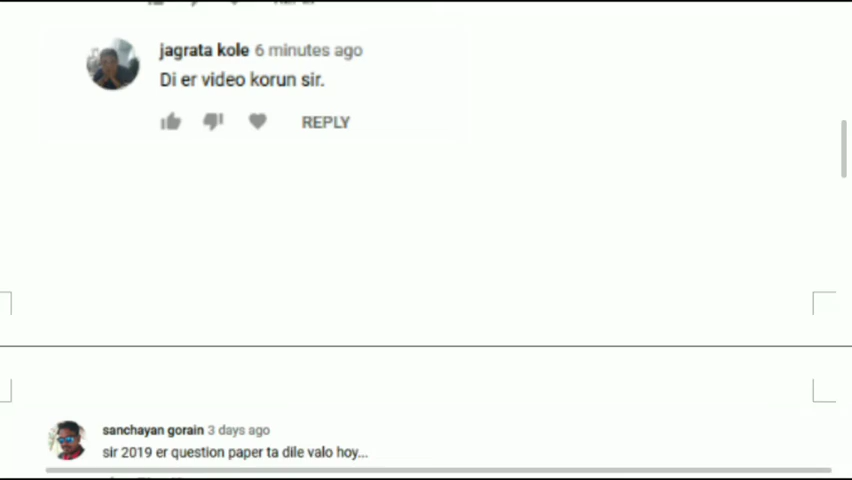 jagrata kole 6 minutes ago
Di er video korun sir.
REPLY
sanchayan gorain 3 days ago
sir 2019 er question paper ta dile valo hoy...